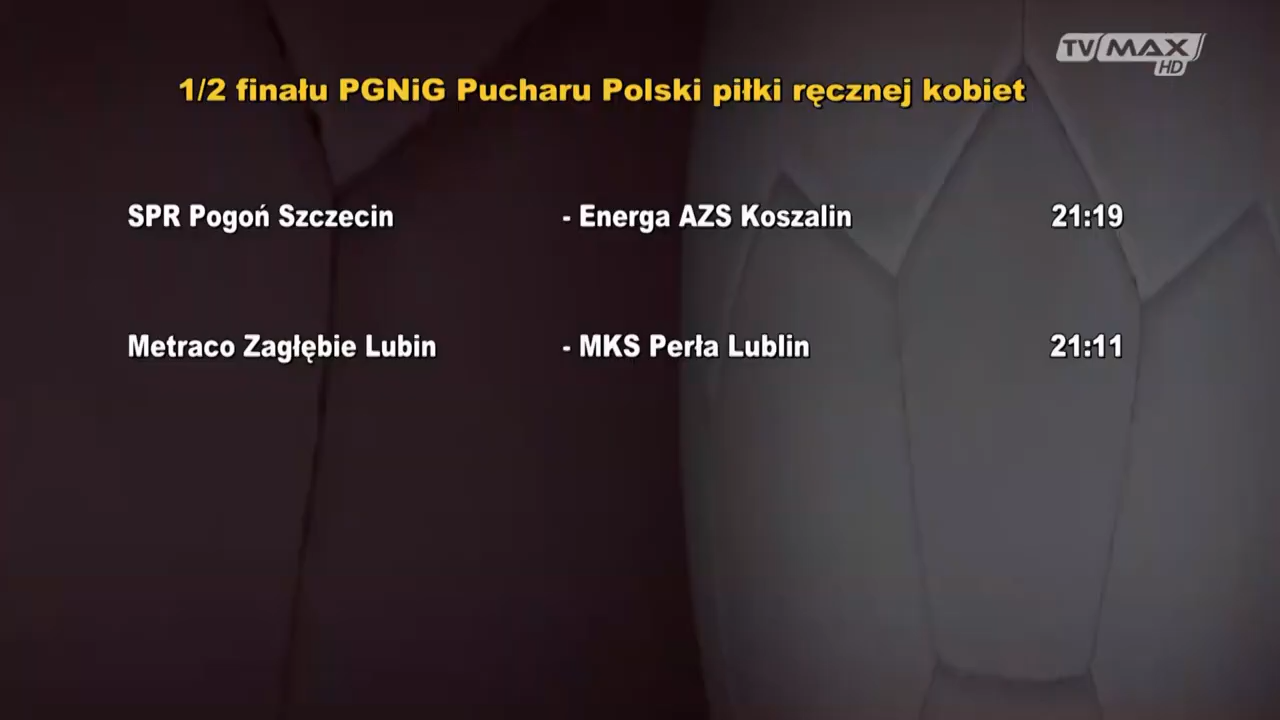 TV MAX HD
1/2 finału PGNiG Pucharu Polski piłki ręcznej kobiet
SPR Pogoń Szczecin - Energa AZS Koszalin 21:19
Metraco Zagłębie Lubin - MKS Perła Lublin 21:11